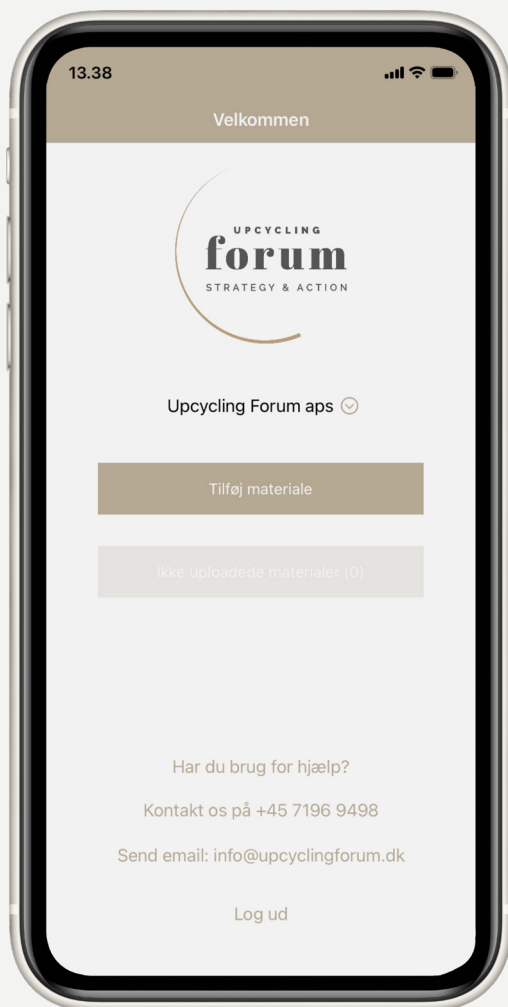 13.38
Velkommen
UPCYCLING
forum
STRATEGY & ACTION
Upcycling Forum aps
Tilføj materiale
Ikke uploadede materialer (0)
Har du brug for hjælp?
Kontakt os på +45 7196 9498
Send email: info@upcyclingforum.dk
Log ud